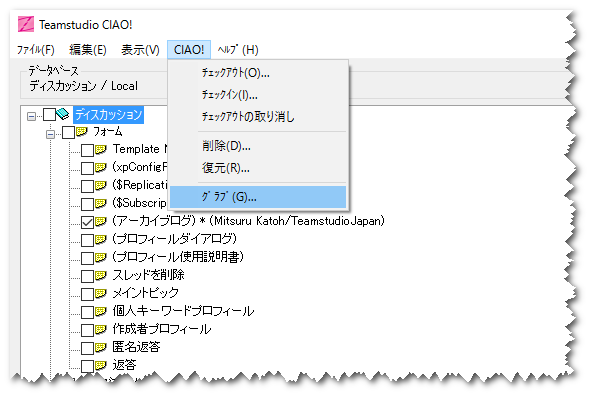 Teamstudio CIAO!
ﾌｧｲﾙ(F) 編集(E) 表示(V) CIAO! ﾍﾙﾌﾟ(H)
データベース
ディスカッション / Local
ﾁｪｯｸｱｳﾄ(O)...
ﾁｪｯｸｲﾝ(I)...
ﾁｪｯｸｱｳﾄの取り消し
削除(D)...
復元(R)...
ｸﾞﾗﾌﾞ(G)...
ディスカッション
フォーム
Template
(xpConfig
($Replicati
($Subscrip
(アーカイブログ) * (Mitsuru Katoh/TeamstudioJapan)
(プロフィールダイアログ)
(プロフィール使用説明書)
スレッドを削除
メイントピック
個人キーワードプロフィール
作成者プロフィール
匿名返答
返答